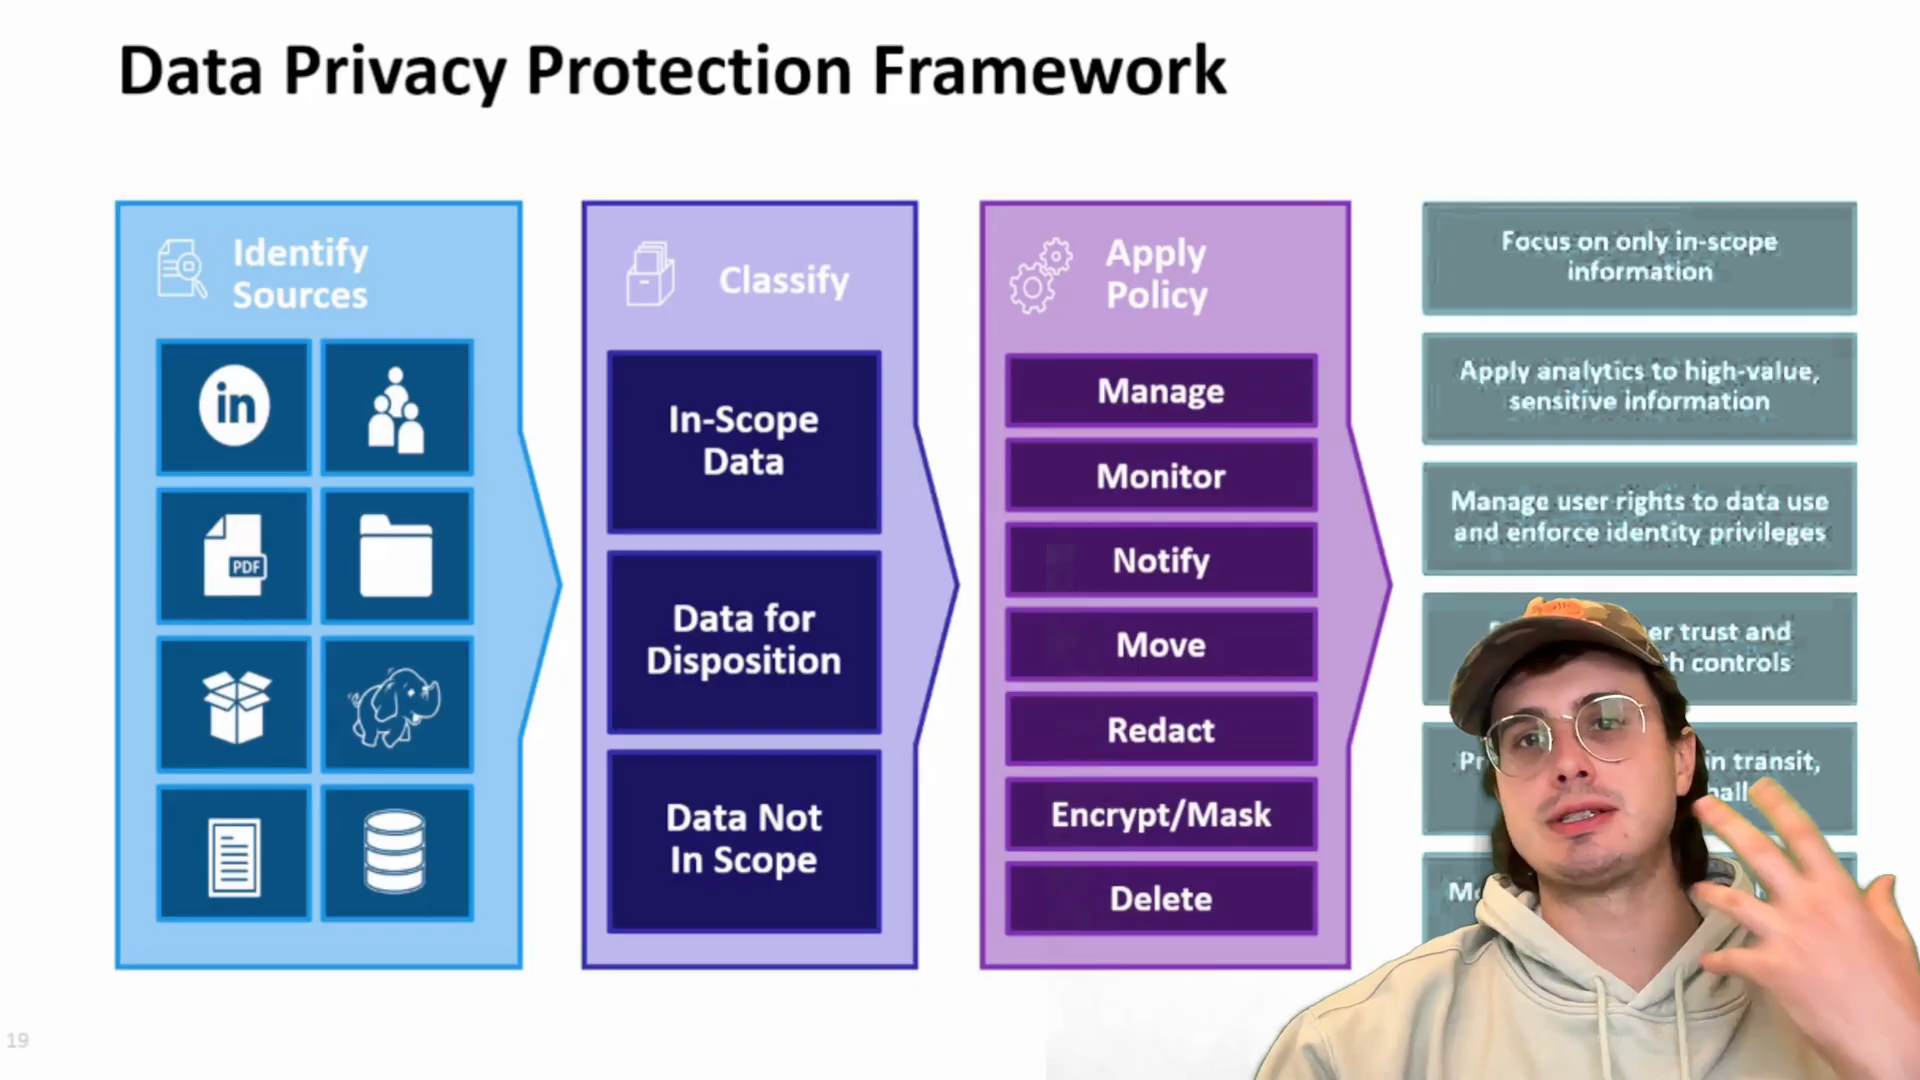 Data Privacy Protection Framework
Identify
Sources
in
PDF
Classify
In-Scope
Data
Data for
Disposition
Data Not
In Scope
Apply
Policy
Manage
Monitor
Notify
Move
Redact
Encrypt/Mask
Delete
Focus on only in-scope
information
Apply analytics to high-value,
sensitive information
Manage user rights to data use
and enforce identity privileges
trust and
controls
in transit,
19